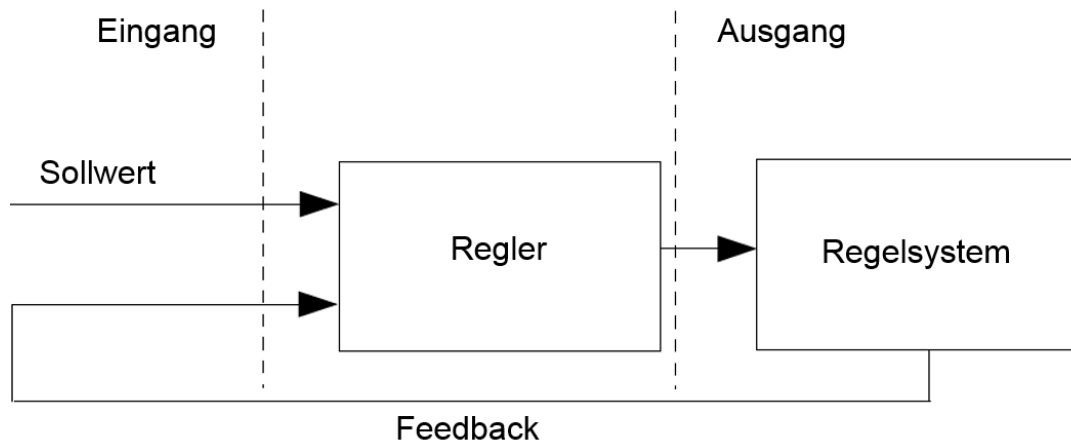 Eingang
Ausgang
Sollwert
Regler
Regelsystem
Feedback